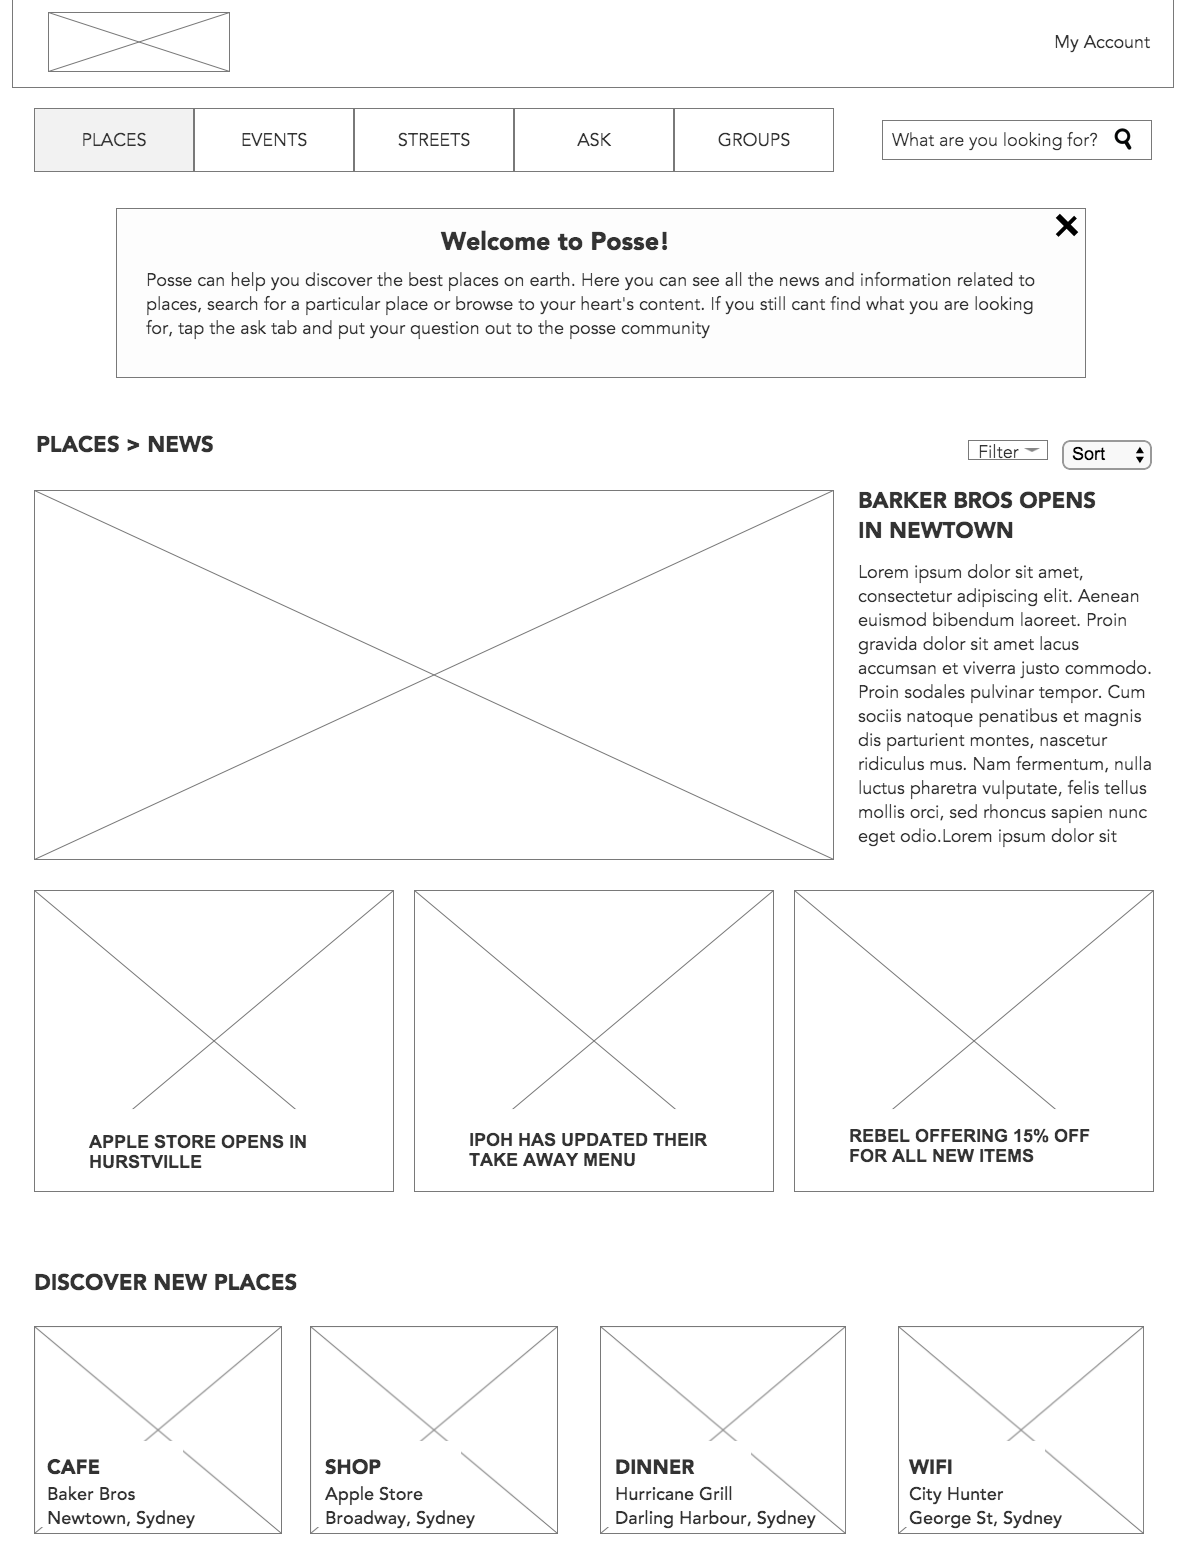 My Account
PLACES
EVENTS
STREETS
ASK
GROUPS
What are you looking for?
Welcome to Posse!
Posse can help you discover the best places on earth. Here you can see all the news and information related to
places, search for a particular place or browse to your heart's content. If you still cant find what you are looking
for, tap the ask tab and put your question out to the posse community
PLACES > NEWS
Filter
Sort
BARKER BROS OPENS
IN NEWTOWN
Lorem ipsum dolor sit amet,
consectetur adipiscing elit. Aenean
euismod bibendum laoreet. Proin
gravida dolor sit amet lacus
accumsan et viverra justo commodo.
Proin sodales pulvinar tempor. Cum
sociis natoque penatibus et magnis
dis parturient montes, nascetur
ridiculus mus. Nam fermentum, nulla
luctus pharetra vulputate, felis tellus
mollis orci, sed rhoncus sapien nunc
eget odio.Lorem ipsum dolor sit
APPLE STORE OPENS IN
HURSTVILLE
IPOH HAS UPDATED THEIR
TAKE AWAY MENU
REBEL OFFERING 15% OFF
FOR ALL NEW ITEMS
DISCOVER NEW PLACES
CAFE
Baker Bros
Newtown, Sydney
SHOP
Apple Store
Broadway, Sydney
DINNER
Hurricane Grill
Darling Harbour, Sydney
WIFI
City Hunter
George St, Sydney